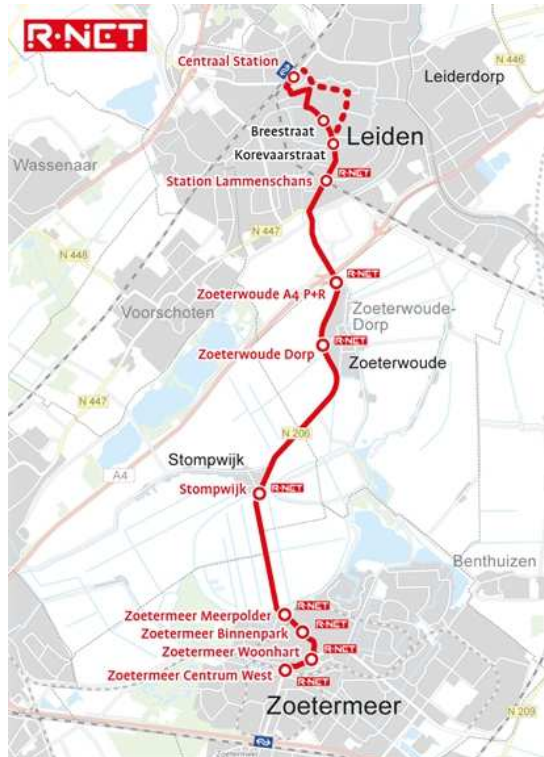 R·NET
N 446
Centraal Station
Leiderdorp
Breestraat
Leiden
Korevaarstraat
Wassenaar
Station Lammenschans
R·NET
N 447
N 448
R·NET
Zoeterwoude A4 P+R
Voorschoten
Zoeterwoude-
Dorp
Zoeterwoude Dorp
R·NET
Zoeterwoude
N 447
N 206
Stompwijk
A4
Stompwijk
R·NET
Benthuizen
Zoetermeer Meerpolder
R·NET
Zoetermeer Binnenpark
R·NET
Zoetermeer Woonhart
R·NET
Zoetermeer Centrum West
R·NET
Zoetermeer
N 209